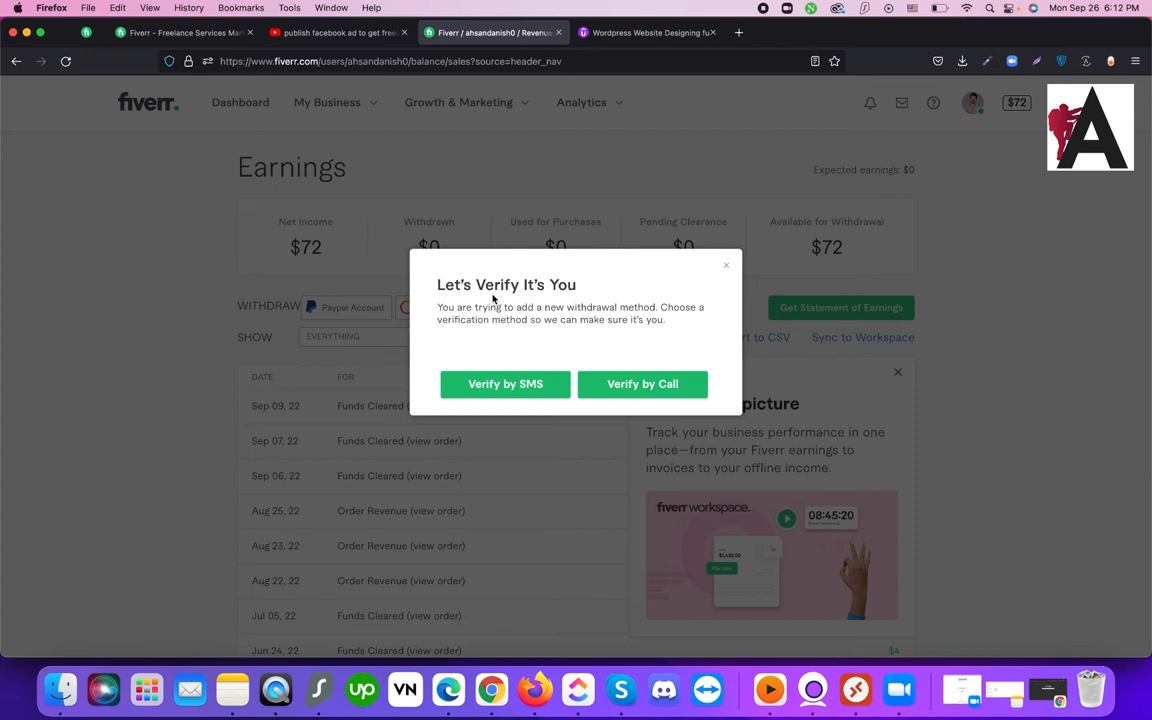 Firefox File Edit View History Bookmarks Tools Window Help Mon Sep 26 6:12 PM
Fiverr - Freelance Services Mar × publish facebook ad to get free × Fiverr / ahsandanish0 / Revenue × Wordpress Website Designing fu × +
https://www.fiverr.com/users/ahsandanish0/balance/sales?source=header_nav
fiverr. Dashboard My Business Growth & Marketing Analytics $72
A
Earnings
Expected earnings: $0
Net Income Withdrawn Used for Purchases Pending Clearance Available for Withdrawal
$72 $0 $0 $0 $72
Let's Verify It's You
You are trying to add a new withdrawal method. Choose a
verification method so we can make sure it's you.
Verify by SMS Verify by Call
WITHDRAW Paypal Account Get Statement of Earnings
SHOW EVERYTHING rt to CSV Sync to Workspace
DATE FOR
Sep 09, 22 Funds Cleared (view order)
Sep 07, 22 Funds Cleared (view order)
Sep 06, 22 Funds Cleared (view order)
Aug 25, 22 Order Revenue (view order)
Aug 23, 22 Order Revenue (view order)
Aug 22, 22 Order Revenue (view order)
Jul 05, 22 Funds Cleared (view order)
Jun 24, 22 Funds Cleared (view order) $4
picture
Track your business performance in one
place—from your Fiverr earnings to
invoices to your offline income.
fiverr workspace.
08:45:20
up VN